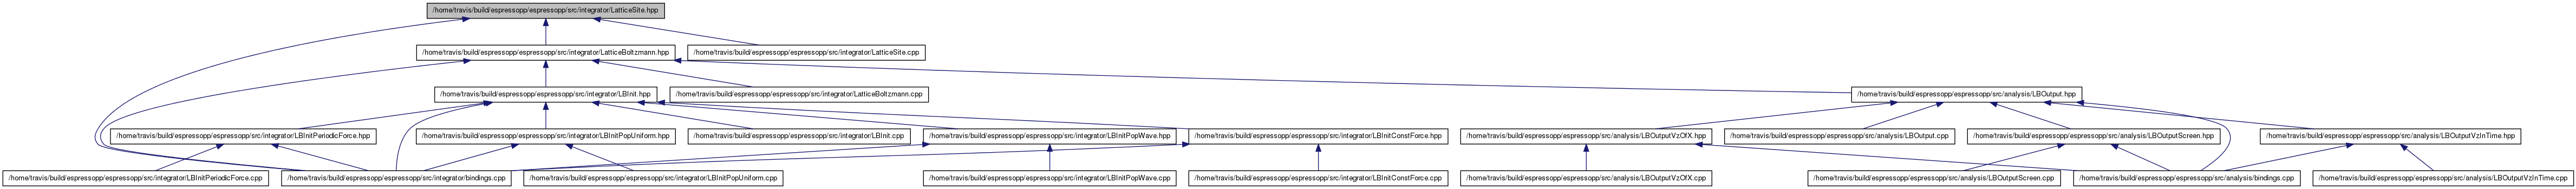 /home/travis/build/espressopp/espressopp/src/integrator/LatticeSite.hpp
/home/travis/build/espressopp/espressopp/src/integrator/LatticeBoltzmann.hpp
/home/travis/build/espressopp/espressopp/src/integrator/LatticeSite.cpp
/home/travis/build/espressopp/espressopp/src/integrator/LBInit.hpp
/home/travis/build/espressopp/espressopp/src/integrator/LatticeBoltzmann.cpp
/home/travis/build/espressopp/espressopp/src/analysis/LBOutput.hpp
/home/travis/build/espressopp/espressopp/src/integrator/LBInitPeriodicForce.hpp
/home/travis/build/espressopp/espressopp/src/integrator/LBInitPopUniform.hpp
/home/travis/build/espressopp/espressopp/src/integrator/LBInit.cpp
/home/travis/build/espressopp/espressopp/src/integrator/LBInitPopWave.hpp
/home/travis/build/espressopp/espressopp/src/integrator/LBInitConstForce.hpp
/home/travis/build/espressopp/espressopp/src/analysis/LBOutputVzOfX.hpp
/home/travis/build/espressopp/espressopp/src/analysis/LBOutput.cpp
/home/travis/build/espressopp/espressopp/src/analysis/LBOutputScreen.hpp
/home/travis/build/espressopp/espressopp/src/analysis/LBOutputVzInTime.hpp
/home/travis/build/espressopp/espressopp/src/integrator/LBInitPeriodicForce.cpp
/home/travis/build/espressopp/espressopp/src/integrator/bindings.cpp
/home/travis/build/espressopp/espressopp/src/integrator/LBInitPopUniform.cpp
/home/travis/build/espressopp/espressopp/src/integrator/LBInitPopWave.cpp
/home/travis/build/espressopp/espressopp/src/integrator/LBInitConstForce.cpp
/home/travis/build/espressopp/espressopp/src/analysis/LBOutputVzOfX.cpp
/home/travis/build/espressopp/espressopp/src/analysis/LBOutputScreen.cpp
/home/travis/build/espressopp/espressopp/src/analysis/bindings.cpp
/home/travis/build/espressopp/espressopp/src/analysis/LBOutputVzInTime.cpp